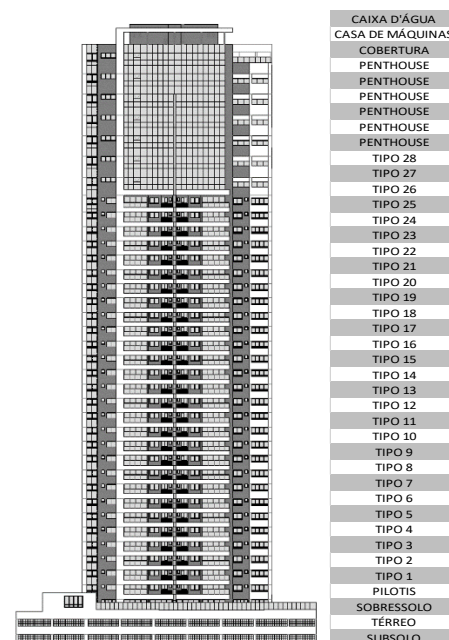 CAIXA D'ÁGUA
CASA DE MÁQUINAS
COBERTURA
PENTHOUSE
PENTHOUSE
PENTHOUSE
PENTHOUSE
PENTHOUSE
PENTHOUSE
TIPO 28
TIPO 27
TIPO 26
TIPO 25
TIPO 24
TIPO 23
TIPO 22
TIPO 21
TIPO 20
TIPO 19
TIPO 18
TIPO 17
TIPO 16
TIPO 15
TIPO 14
TIPO 13
TIPO 12
TIPO 11
TIPO 10
TIPO 9
TIPO 8
TIPO 7
TIPO 6
TIPO 5
TIPO 4
TIPO 3
TIPO 2
TIPO 1
PILOTIS
SOBRESSOLO
TÉRREO
SUBSOLO